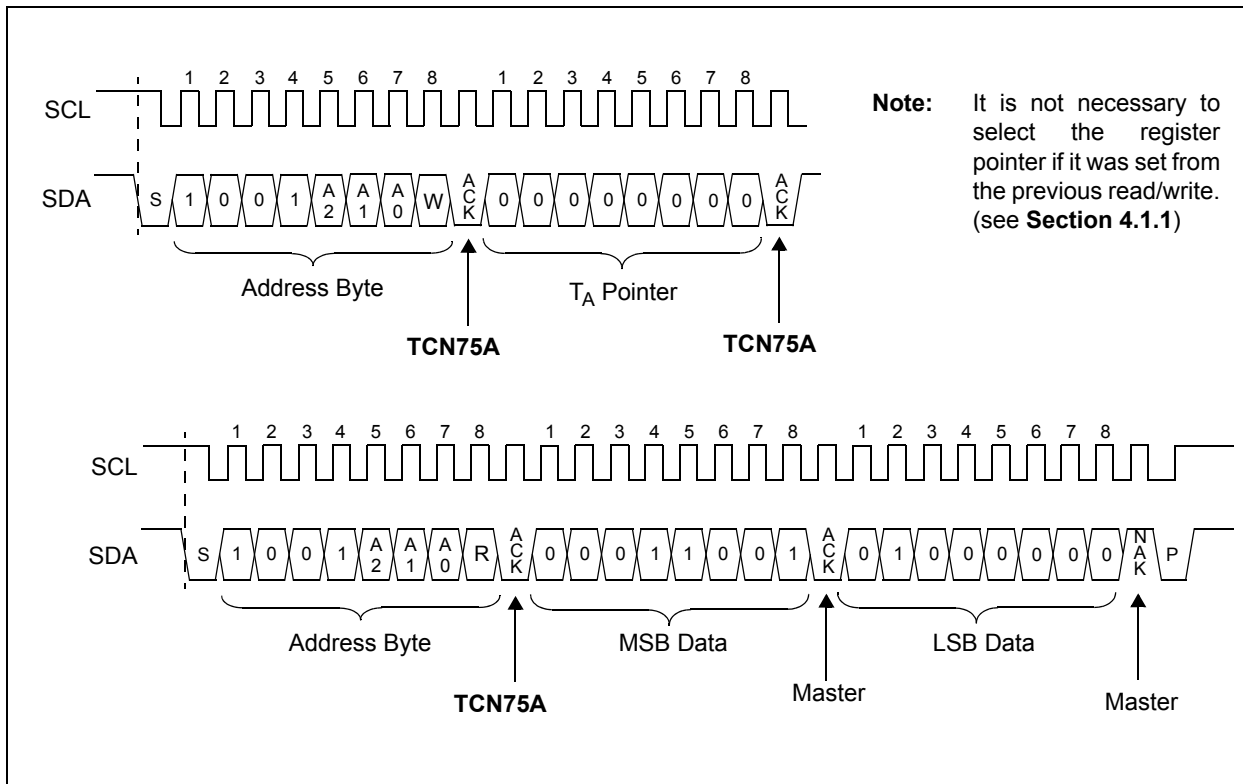 1 2 3 4 5 6 7 8 1 2 3 4 5 6 7 8
SCL
SDA S 1 0 0 1 A2 A1 A0 W ACK 0 0 0 0 0 0 0 0 ACK
Address Byte TA Pointer
TCN75A TCN75A
Note: It is not necessary to
select the register
pointer if it was set from
the previous read/write.
(see Section 4.1.1)
1 2 3 4 5 6 7 8 1 2 3 4 5 6 7 8 1 2 3 4 5 6 7 8
SCL
SDA S 1 0 0 1 A2 A1 A0 R ACK 0 0 0 1 1 0 0 1 ACK 0 1 0 0 0 0 0 0 NAK P
Address Byte MSB Data LSB Data
TCN75A Master Master